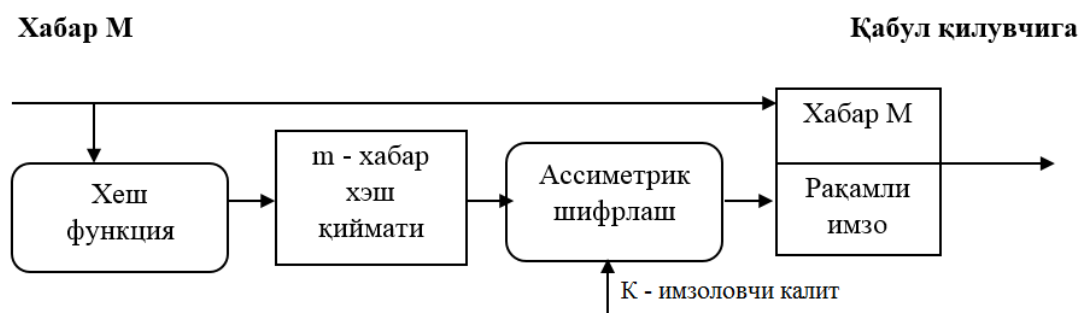 Хабар М
Қабул қилувчига
Хабар М
Хеш
функция
m - хабар
хэш
қиймати
Ассиметрик
шифрлаш
Рақамли
имзо
К - имзоловчи калит